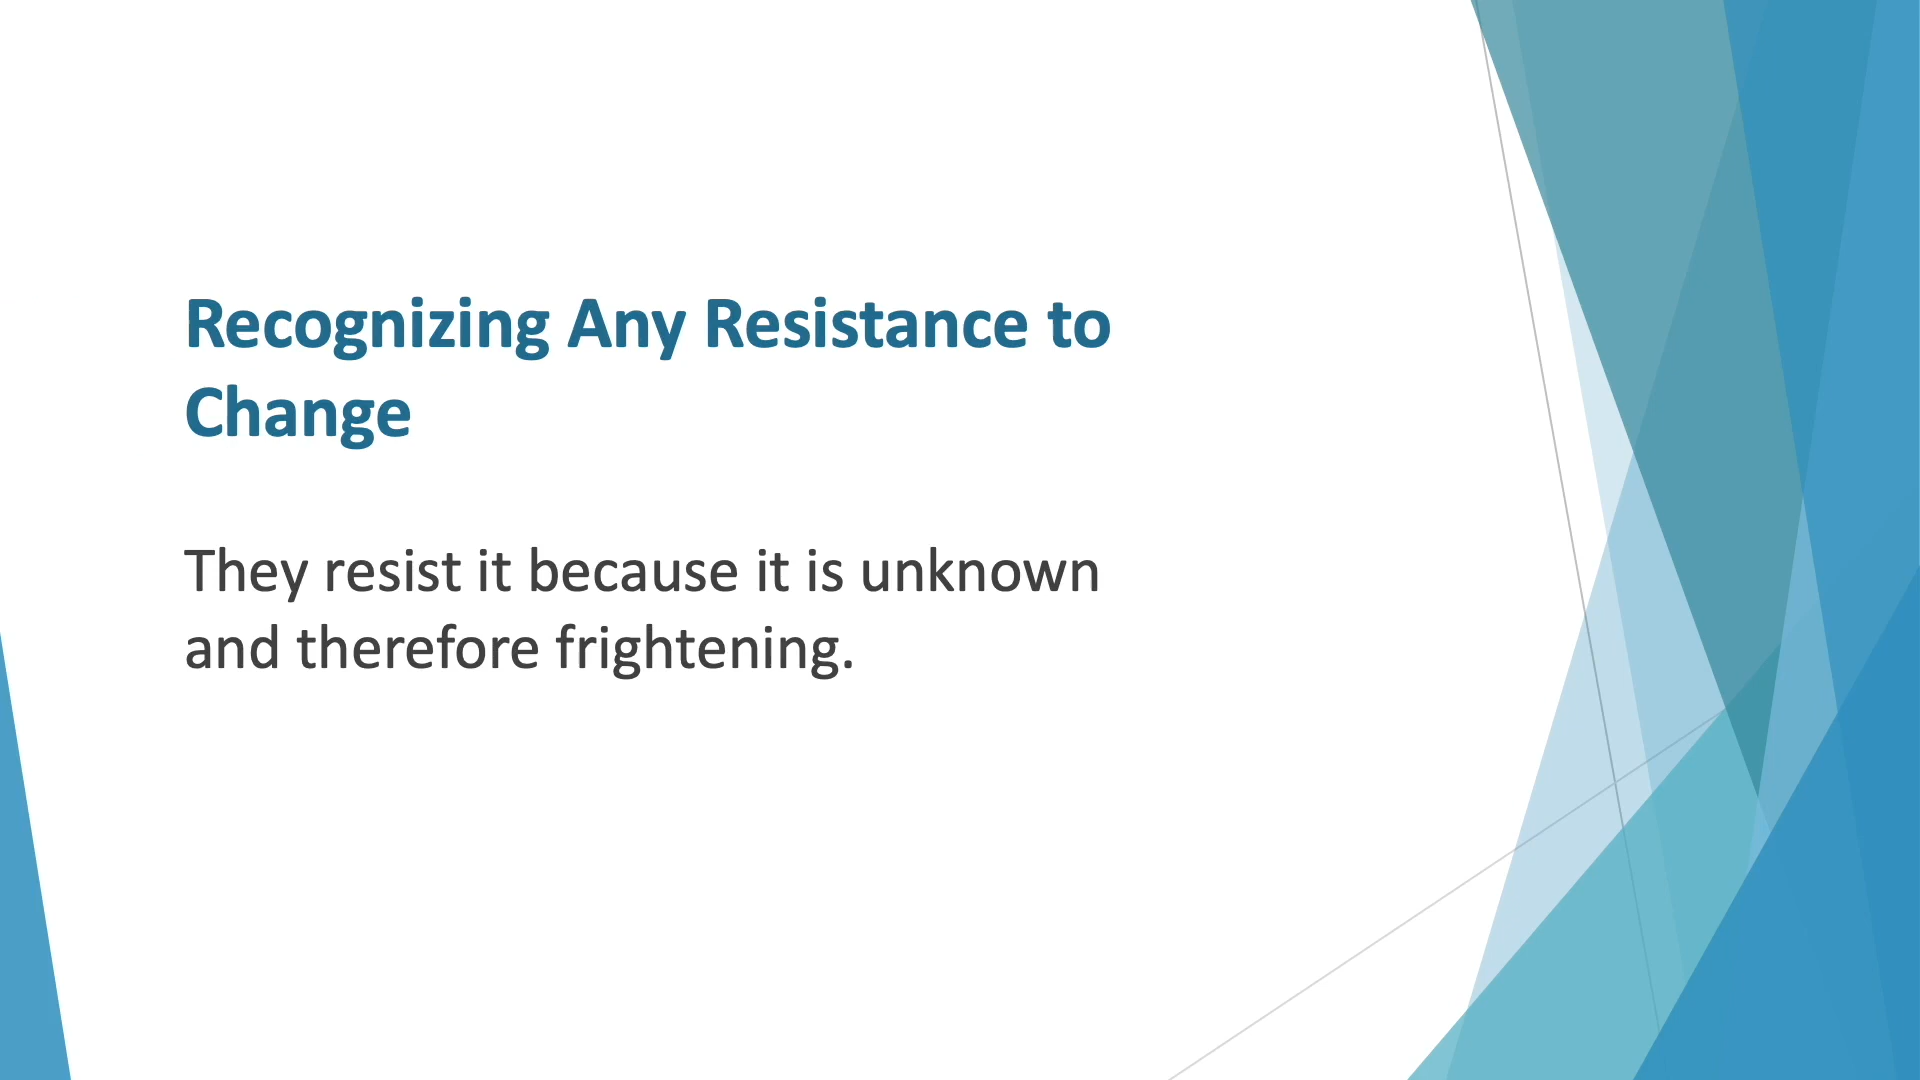 Recognizing Any Resistance to
Change
They resist it because it is unknown
and therefore frightening.